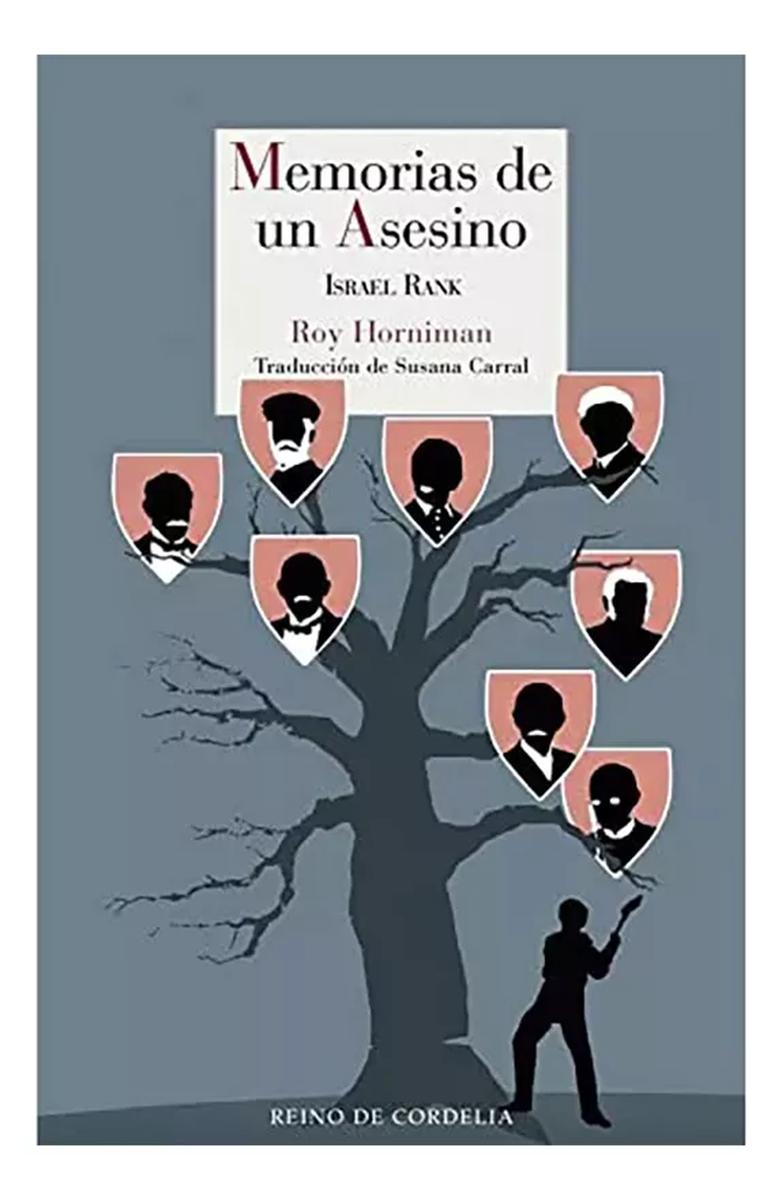 Memorias de
un Asesino
Israel Rank
Roy Horniman
Traducción de Susana Carral
REINO DE CORDELIA